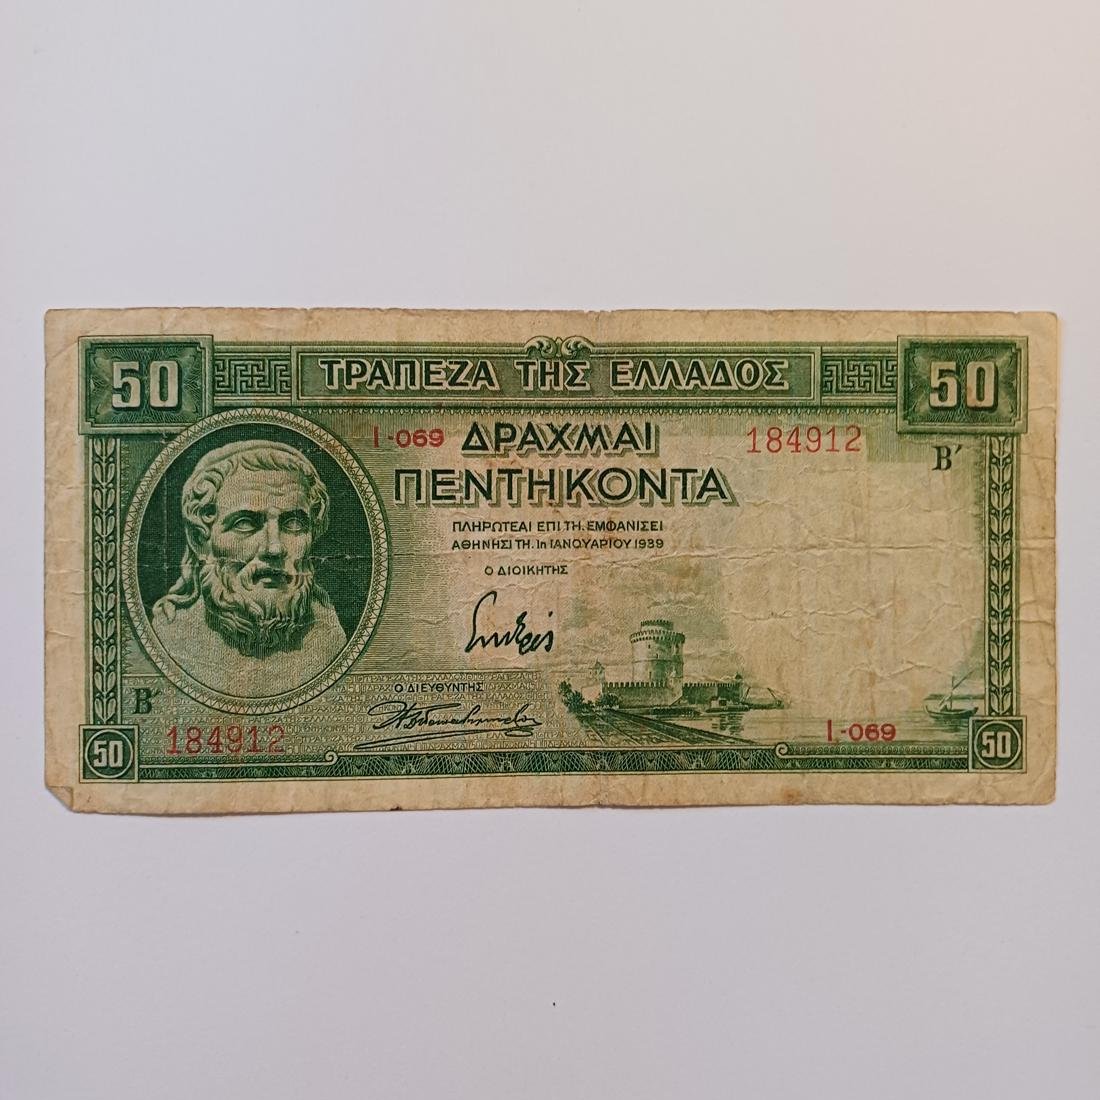 50 ΤΡΑΠΕΖΑ ΤΗΣ ΕΛΛΑΔΟΣ 50
Ι-069 ΔΡΑΧΜΑΙ 184912
ΠΕΝΤΗΚΟΝΤΑ Β΄
ΠΛΗΡΩΤΕΑΙ ΕΠΙ ΤΗ ΕΜΦΑΝΙΣΕΙ
ΑΘΗΝΗΣΙ ΤΗ 1η ΙΑΝΟΥΑΡΙΟΥ 1939
Ο ΔΙΟΙΚΗΤΗΣ
Ο ΔΙΕΥΘΥΝΤΗΣ
Β΄
184912 Ι-069
50 50